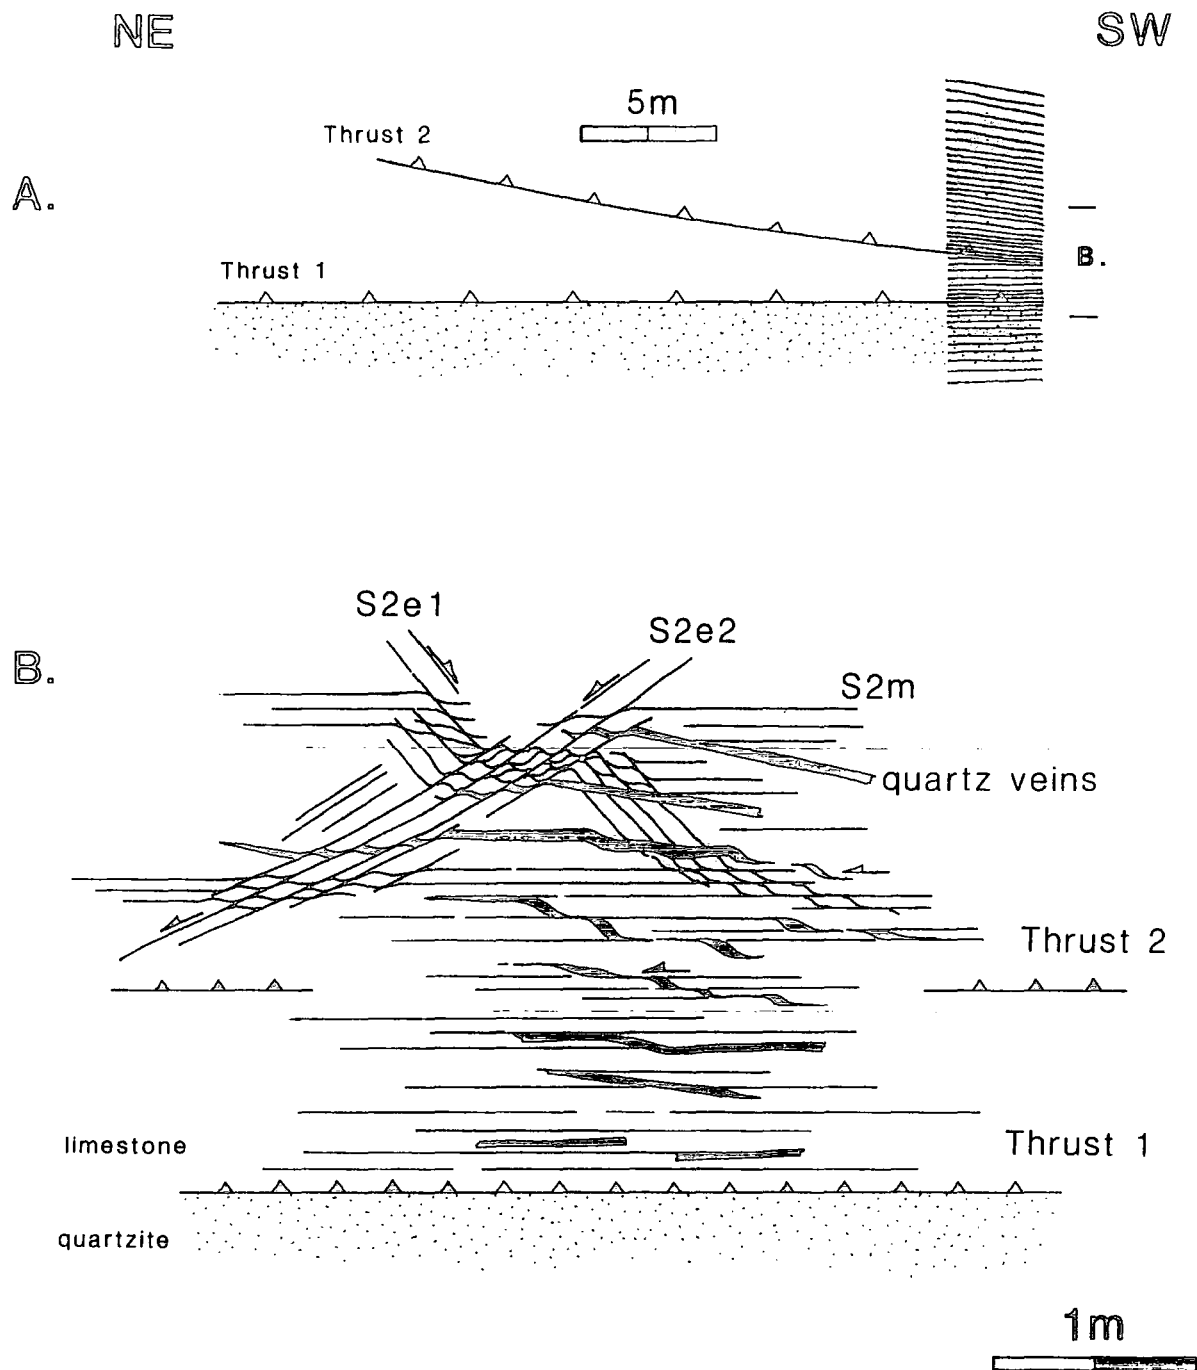 NE
SW
5m
Thrust 2
A.
Thrust 1
B.
S2e1
S2e2
B.
S2m
quartz veins
Thrust 2
limestone
Thrust 1
quartzite
1m